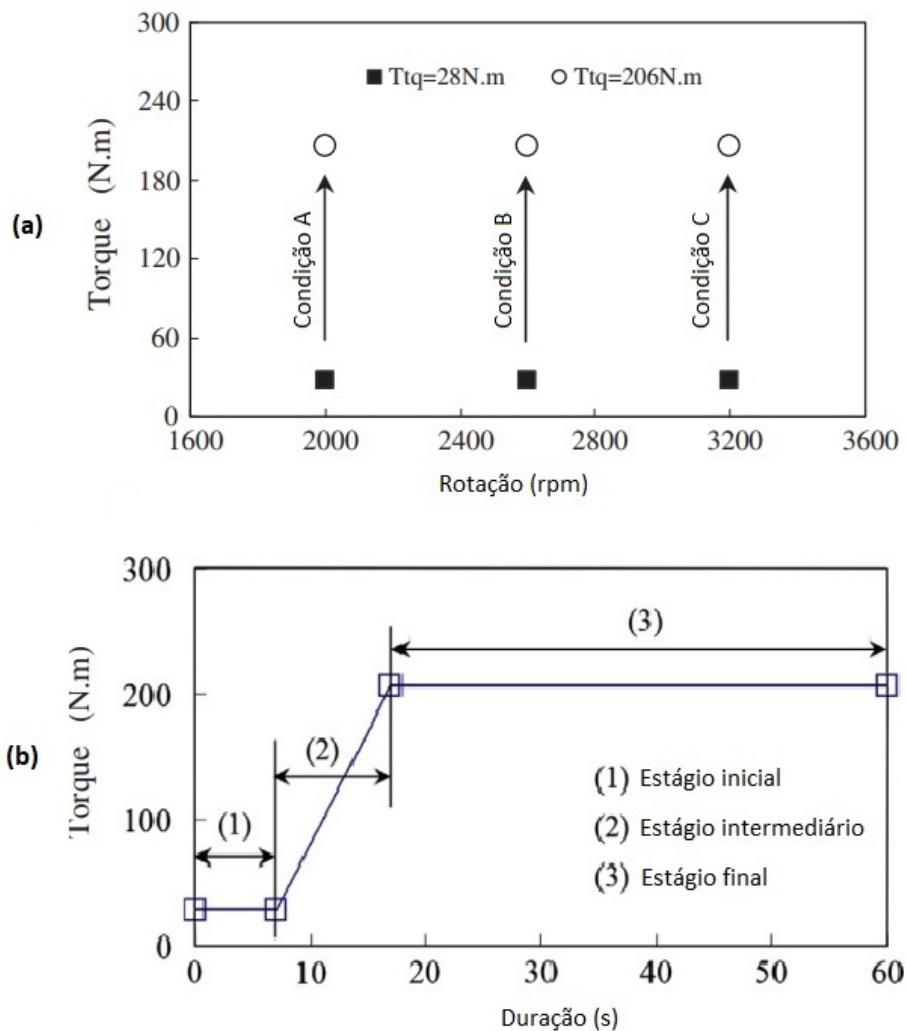 (a)
Torque (N.m)
300
240
180
120
60
0
Ttq=28N.m Ttq=206N.m
Condição A
Condição B
Condição C
1600 2000 2400 2800 3200 3600
Rotação (rpm)
(b)
Torque (N.m)
300
200
100
0
(1)
(2)
(3)
(1) Estágio inicial
(2) Estágio intermediário
(3) Estágio final
0 10 20 30 40 50 60
Duração (s)